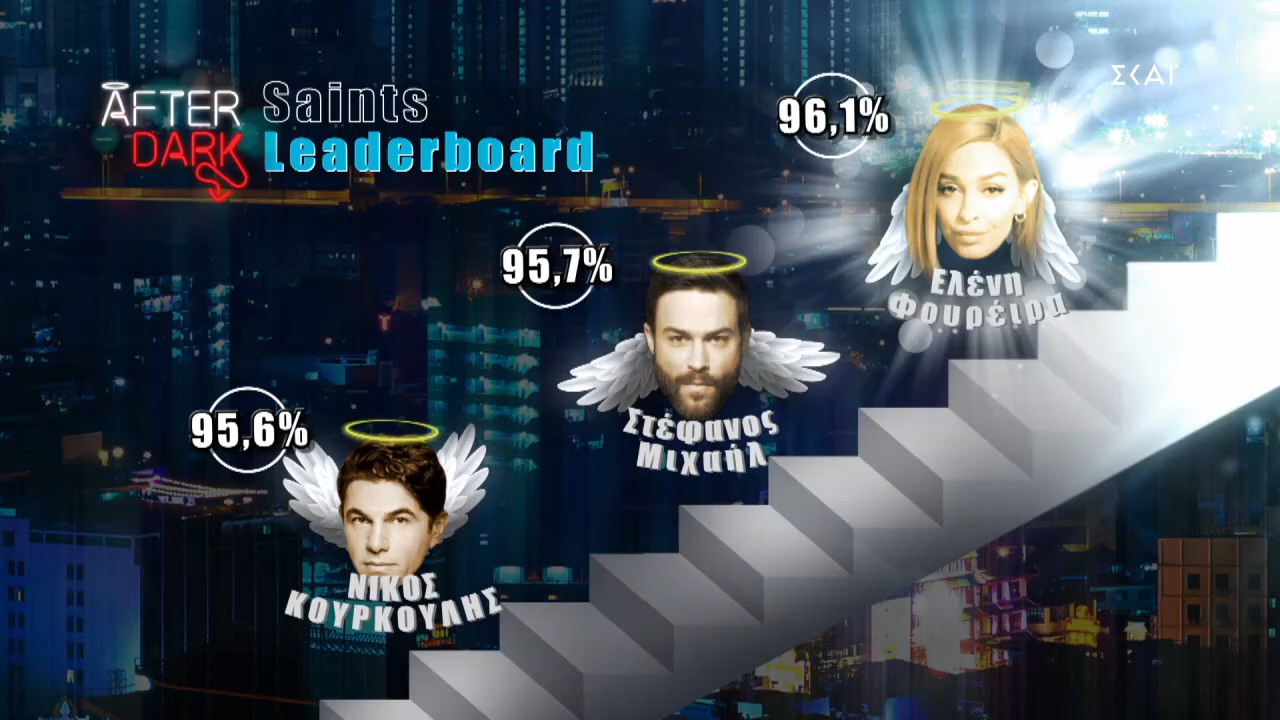 AFTER
DARK
Saints
Leaderboard
96,1%
ΣΚΑΪ
Ελένη
Φουρέιρα
95,7%
Στέφανος
Μιχαήλ
95,6%
ΝΙΚΟΣ
ΚΟΥΡΚΟΥΛΗΣ